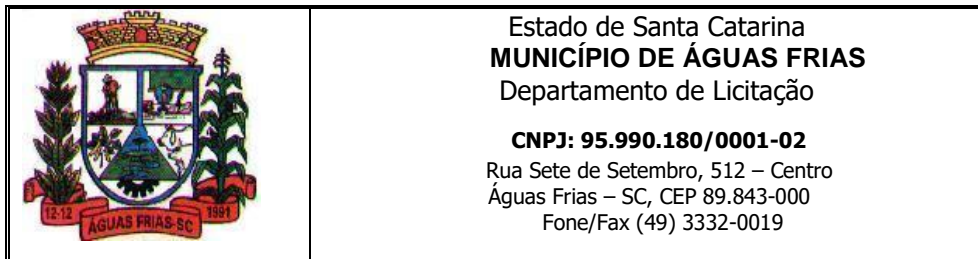 12-12
ÁGUAS FRIAS-SC
1991
Estado de Santa Catarina
MUNICÍPIO DE ÁGUAS FRIAS
Departamento de Licitação
CNPJ: 95.990.180/0001-02
Rua Sete de Setembro, 512 – Centro
Águas Frias – SC, CEP 89.843-000
Fone/Fax (49) 3332-0019